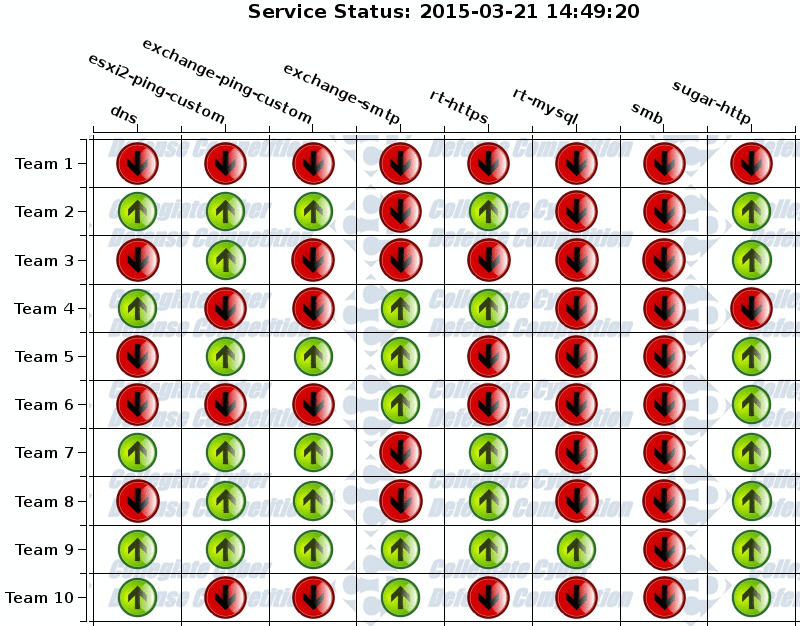 Service Status: 2015-03-21 14:49:20
dns
esxi2-ping-custom
exchange-ping-custom
exchange-smtp
rt-https
rt-mysql
smb
sugar-http
Team 1
Team 2
Team 3
Team 4
Team 5
Team 6
Team 7
Team 8
Team 9
Team 10
Collegiate Cyber
Defense Competition